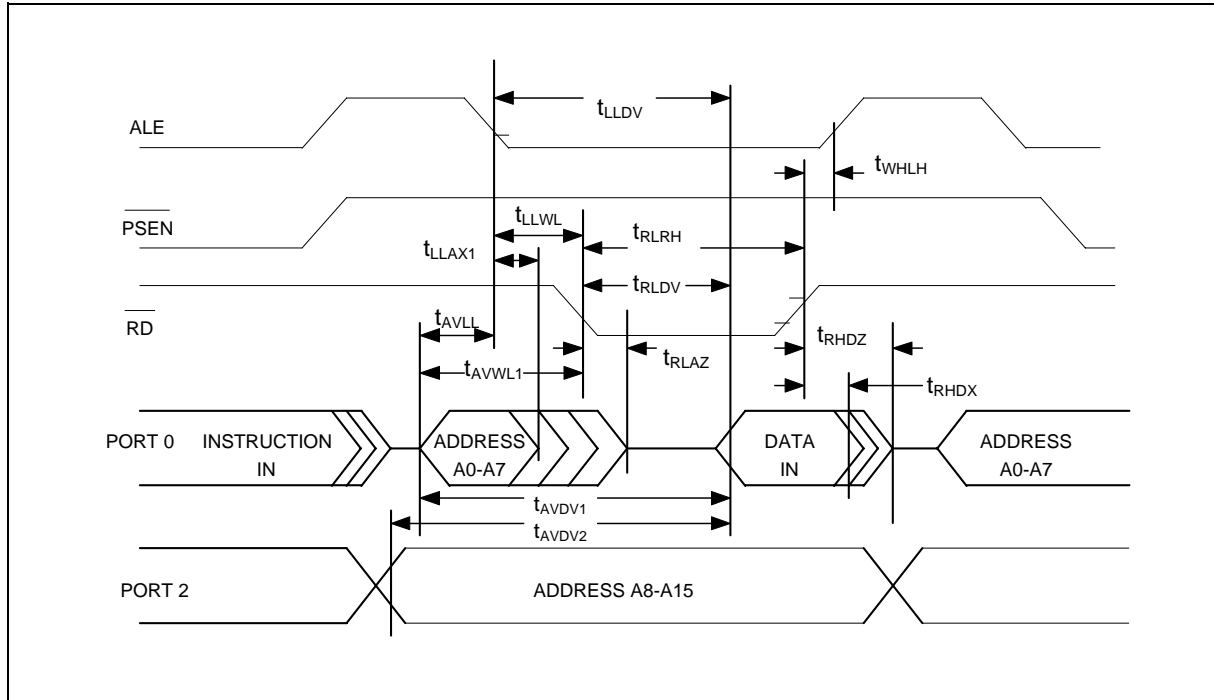 tLLDV
ALE
tWHLH
PSEN
tLLWL
tLLAX1
tRLRH
tRLDV
RD
tAVLL
tRHDZ
tRLAZ
tAVWL1
tRHDX
PORT 0
INSTRUCTION
IN
ADDRESS
A0-A7
DATA
IN
ADDRESS
A0-A7
tAVDV1
tAVDV2
PORT 2
ADDRESS A8-A15